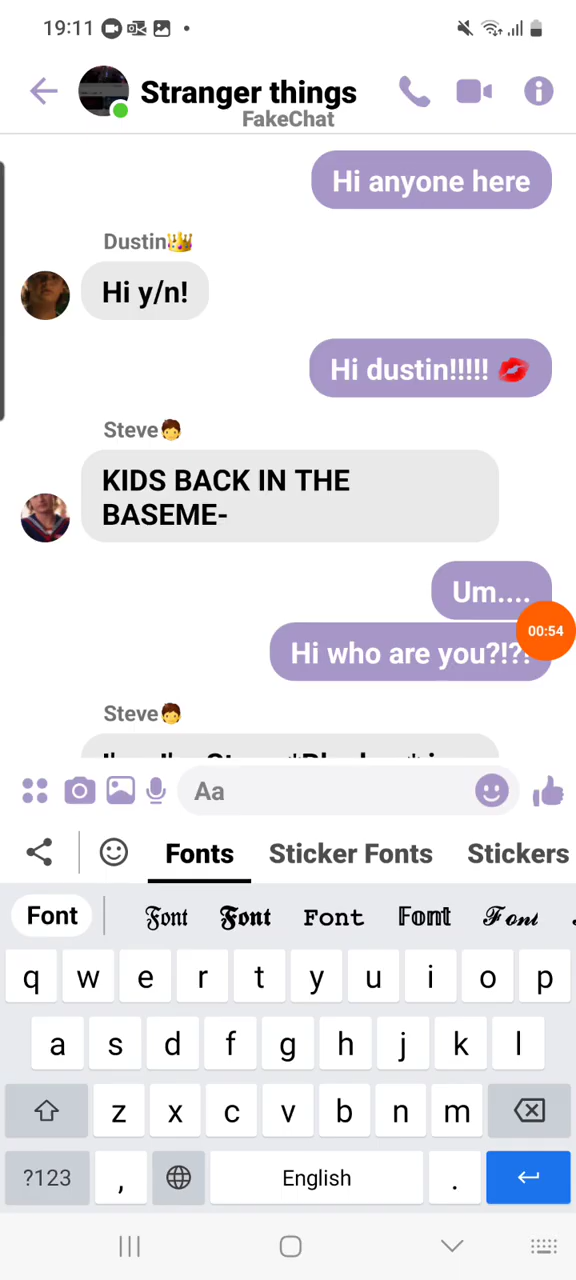 19:11
Stranger things
FakeChat
Hi anyone here
Dustin👑
Hi y/n!
Hi dustin!!!!! 💋
Steve🧑
KIDS BACK IN THE
BASEME-
Um....
00:54
Hi who are you?!?!
Steve🧑
Aa
Fonts Sticker Fonts Stickers
Font Font Font Font Font Font
q w e r t y u i o p
a s d f g h j k l
z x c v b n m
?123 , English .